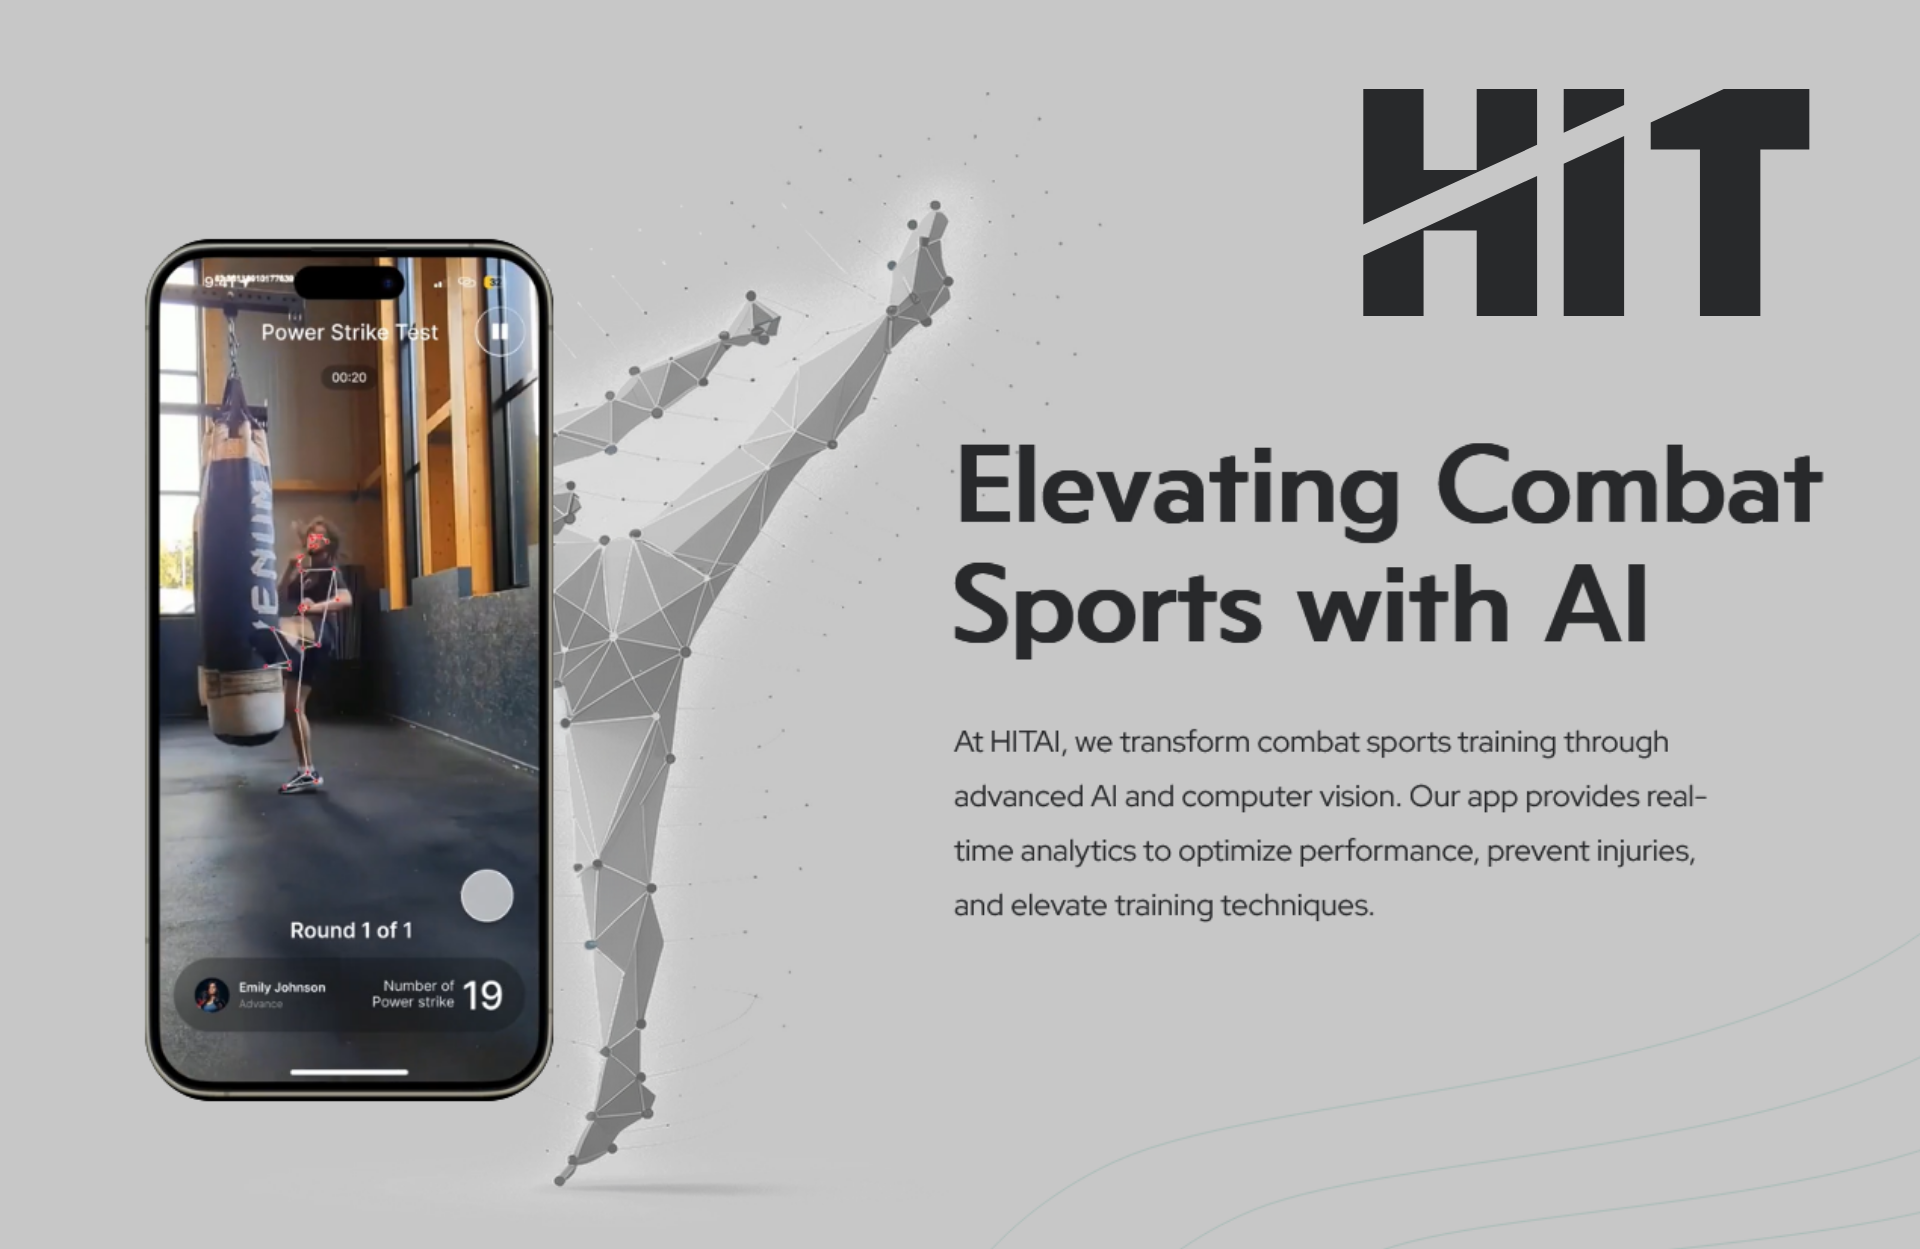 HiT
9:41
32
Power Strike Test
00:20
VENUM
Round 1 of 1
Emily Johnson
Advance
Number of
Power strike
19
Elevating Combat
Sports with AI
At HITAI, we transform combat sports training through
advanced AI and computer vision. Our app provides real-
time analytics to optimize performance, prevent injuries,
and elevate training techniques.